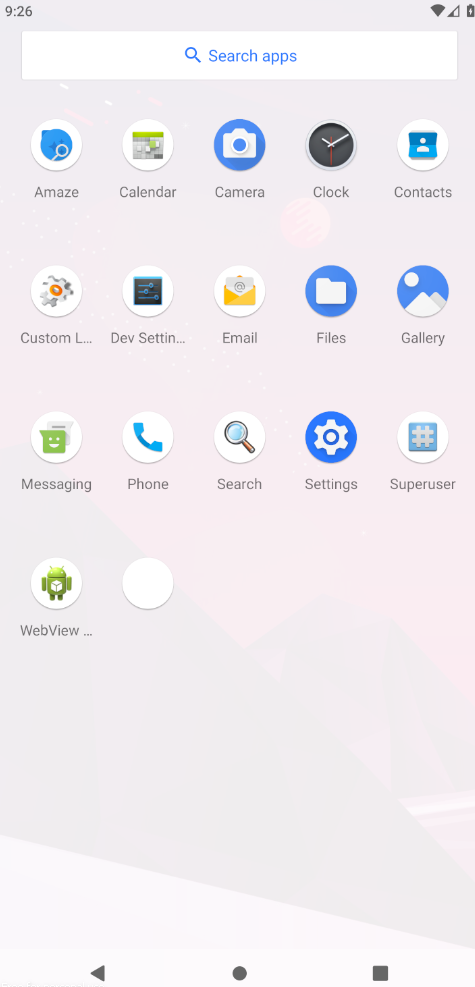 9:26
Search apps
Amaze
Calendar
Camera
Clock
Contacts
Custom L...
Dev Settin...
Email
Files
Gallery
Messaging
Phone
Search
Settings
Superuser
WebView ...